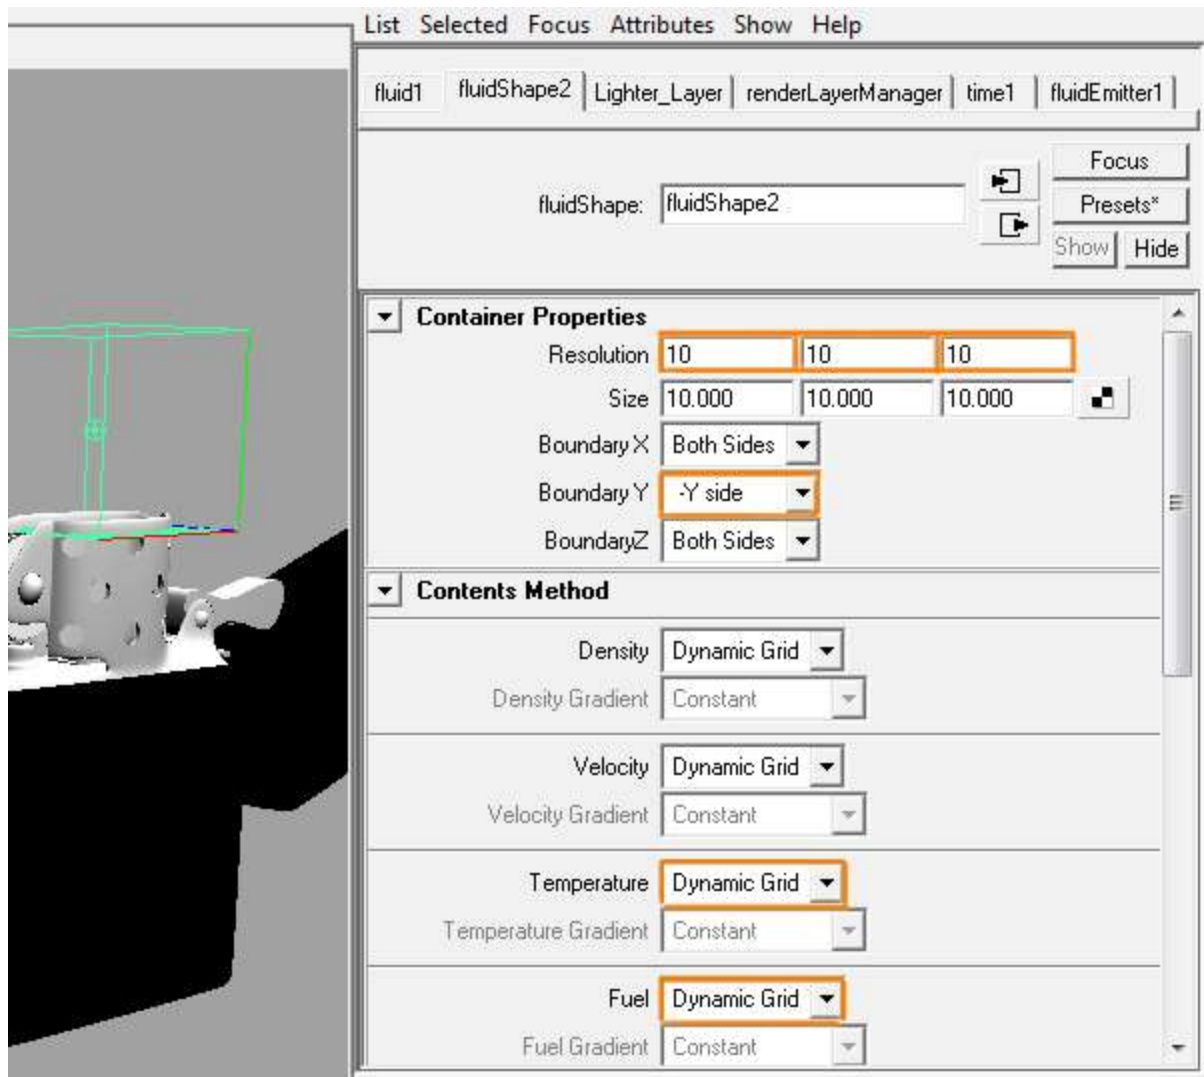 List Selected Focus Attributes Show Help
fluid1 fluidShape2 Lighter_Layer renderLayerManager time1 fluidEmitter1
Focus
fluidShape: fluidShape2
Presets*
Show Hide
Container Properties
Resolution 10 10 10
Size 10.000 10.000 10.000
Boundary X Both Sides
Boundary Y -Y side
BoundaryZ Both Sides
Contents Method
Density Dynamic Grid
Density Gradient Constant
Velocity Dynamic Grid
Velocity Gradient Constant
Temperature Dynamic Grid
Temperature Gradient Constant
Fuel Dynamic Grid
Fuel Gradient Constant